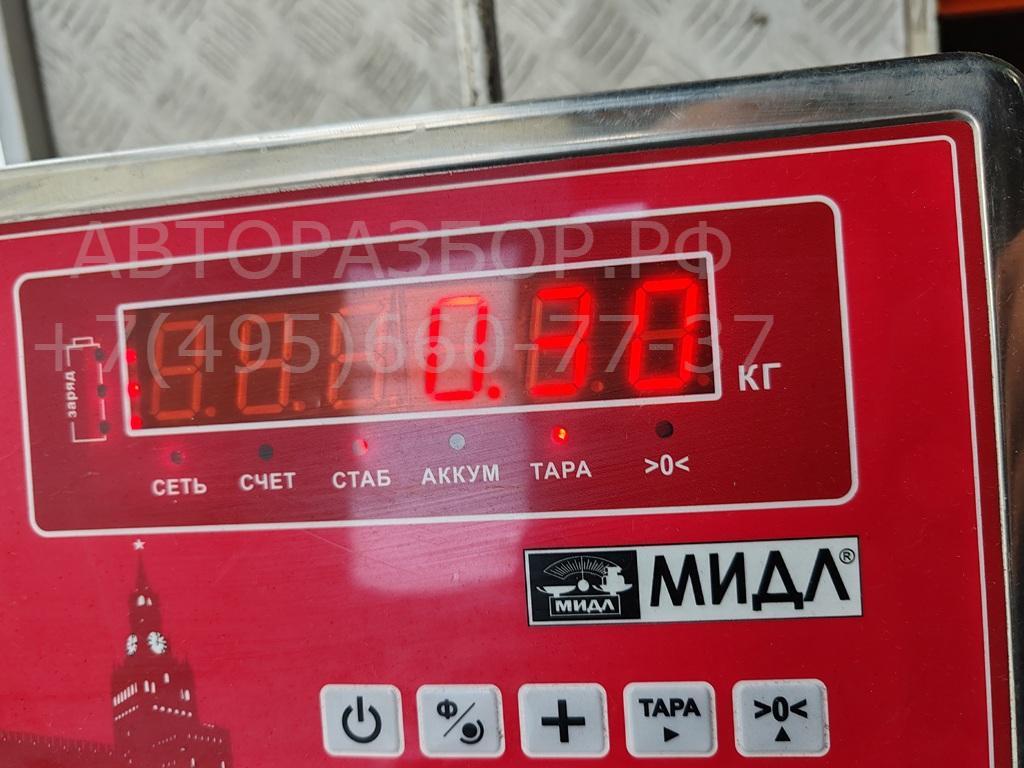 АВТОРАЗБОР.РФ
+7(495)660-77-37
заряд
0.30
КГ
СЕТЬ СЧЕТ СТАБ АККУМ ТАРА >0<
МИДЛ МИДЛ®
Ф ТАРА >0<